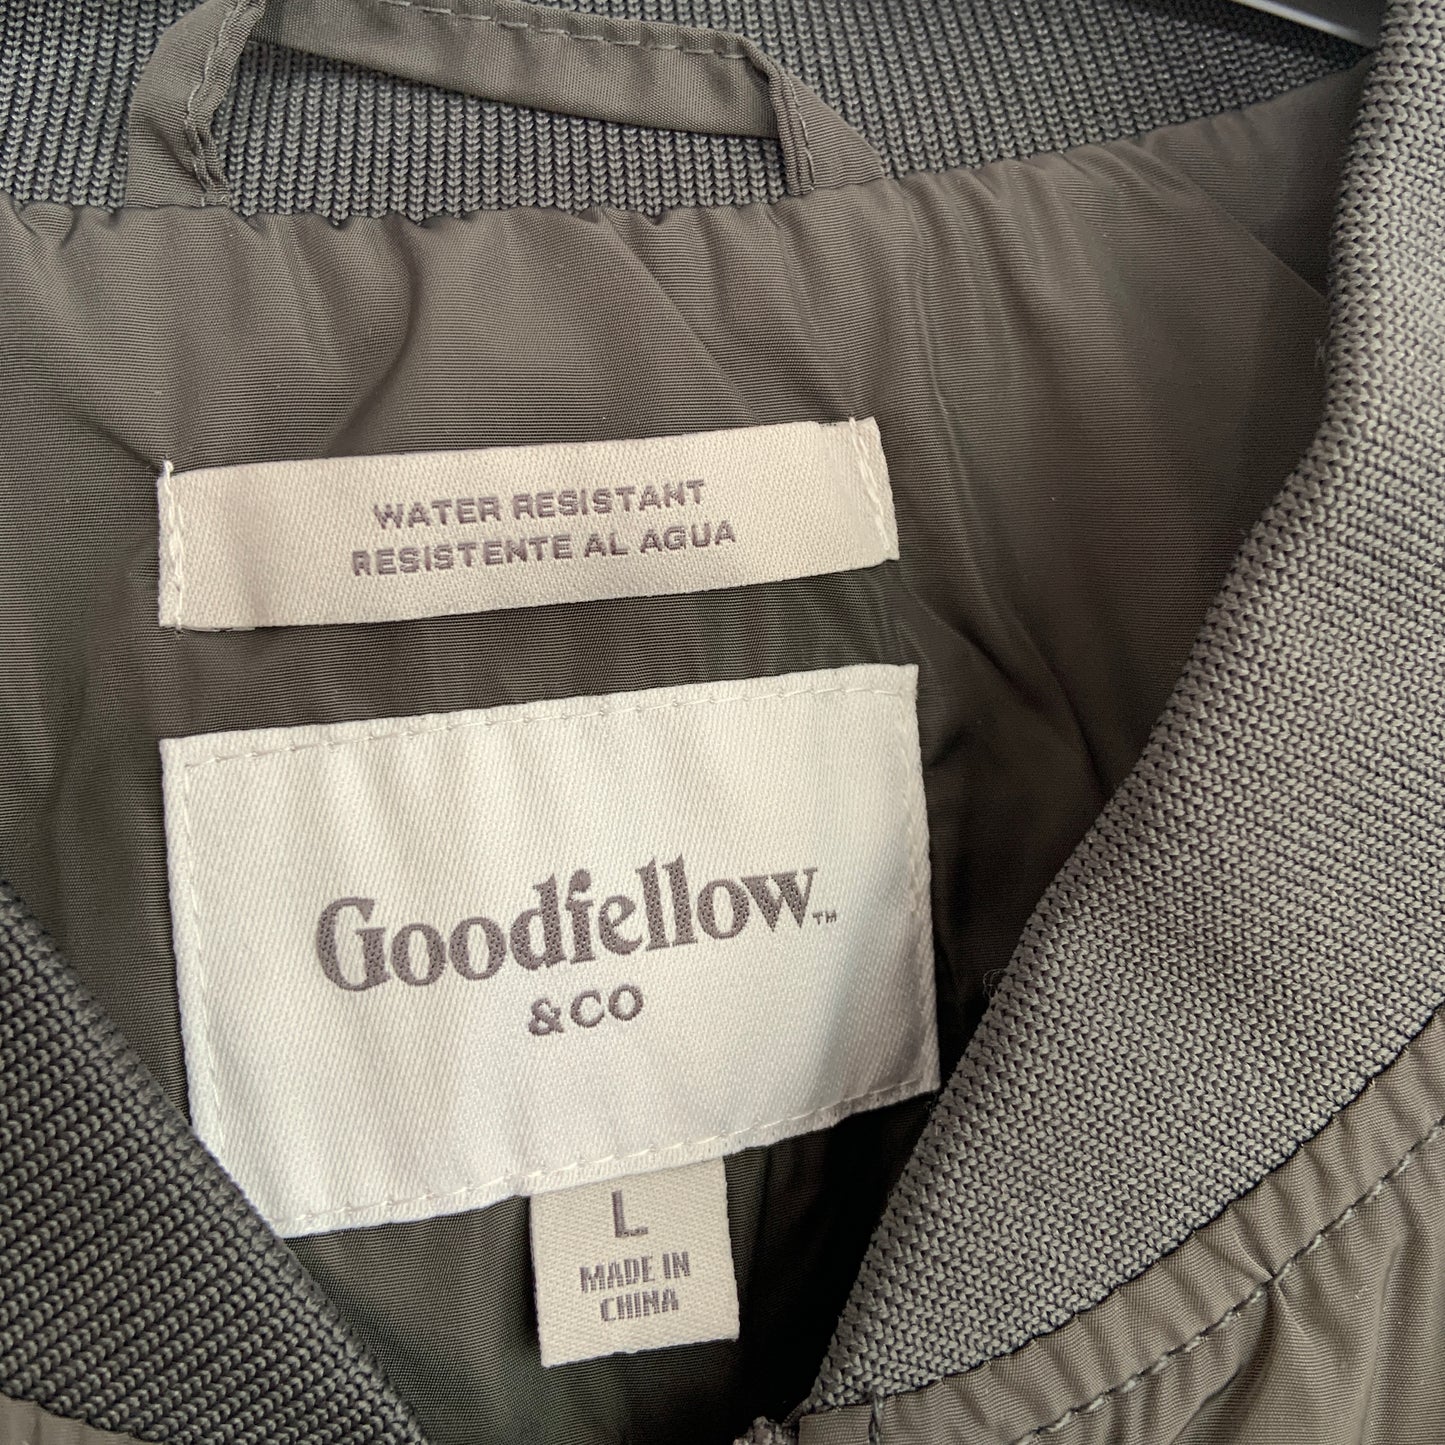 WATER RESISTANT
RESISTENTE AL AGUA
Goodfellow™
&CO
L
MADE IN
CHINA